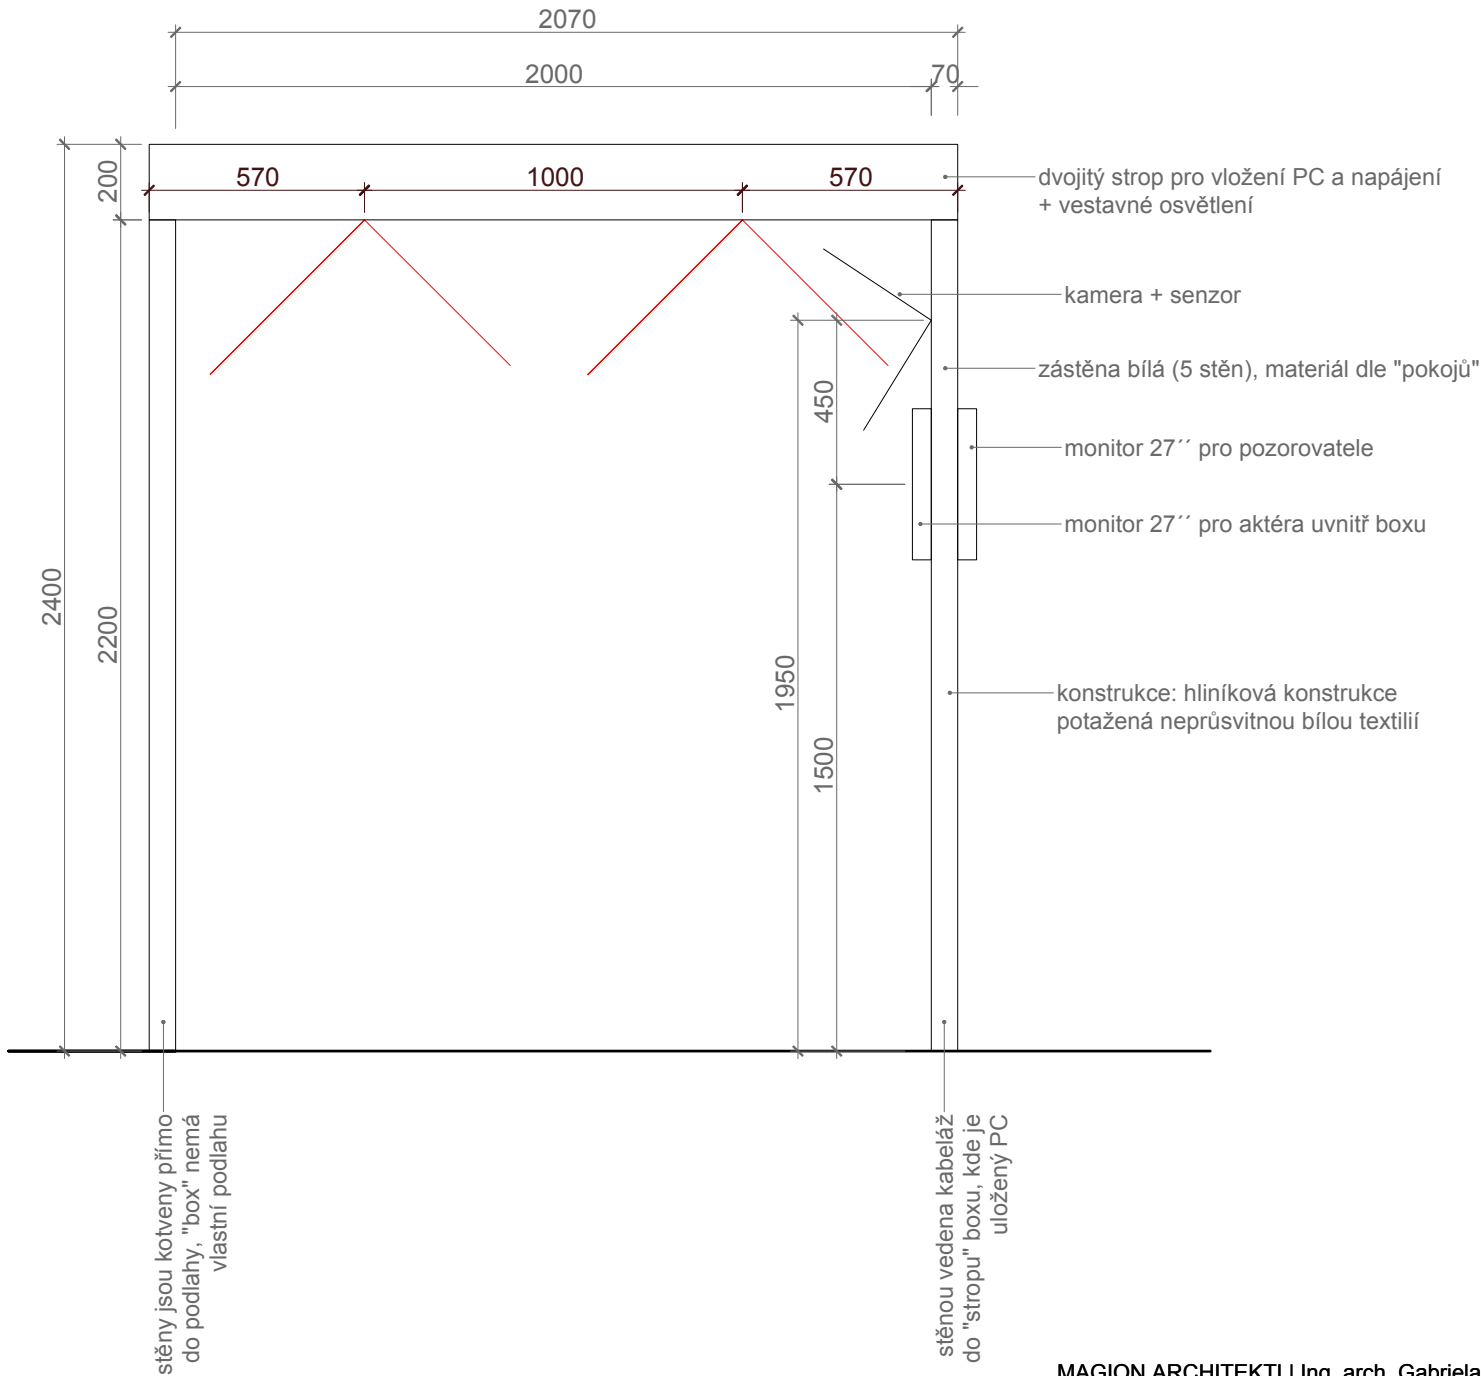 2070
2000
70
200
570
1000
570
dvojitý strop pro vložení PC a napájení
+ vestavné osvětlení
kamera + senzor
zástěna bílá (5 stěn), materiál dle "pokojů"
450
monitor 27´´ pro pozorovatele
monitor 27´´ pro aktéra uvnitř boxu
2400
2200
1950
konstrukce: hliníková konstrukce
potažená neprůsvitnou bílou textilií
1500
stěny jsou kotveny přímo
do podlahy, "box" nemá
vlastní podlahu
stěnou vedena kabeláž
do "stropu" boxu, kde je
uložený PC
MAGION ARCHITEKTI | Ing. arch. Gabriela